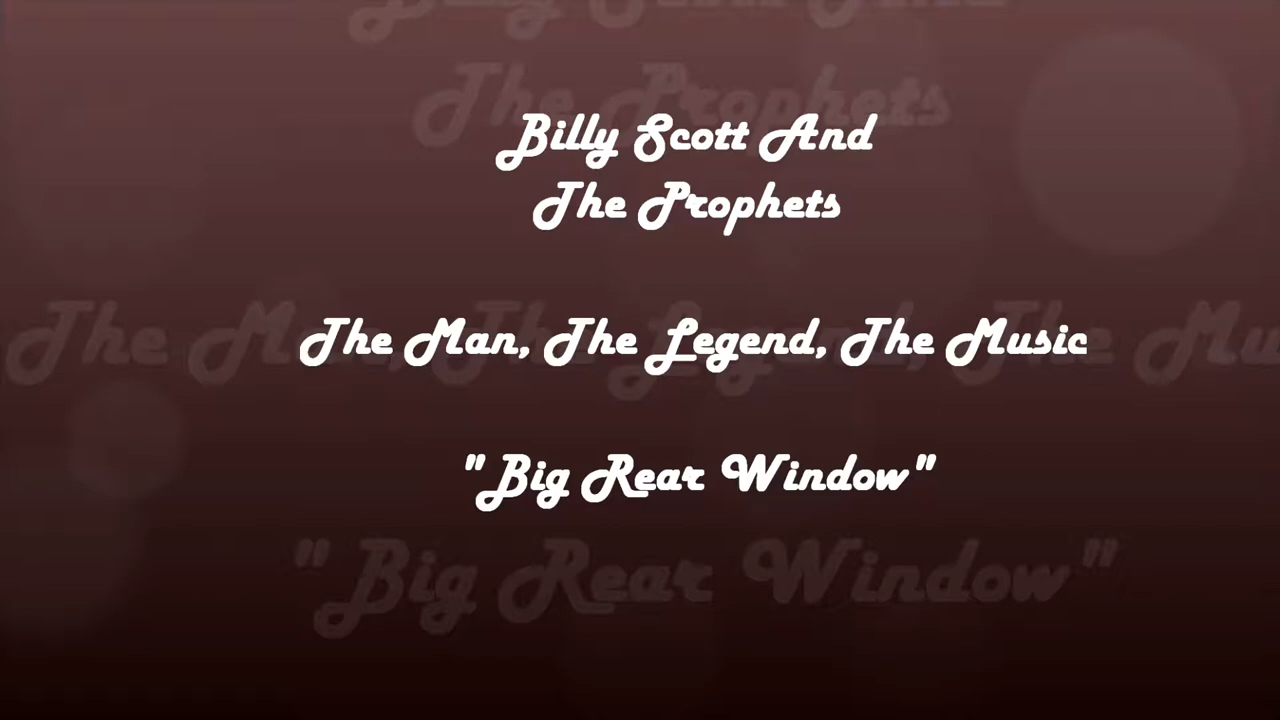 Billy Scott And
The Prophets
The Man, The Legend, The Music
"Big Rear Window"